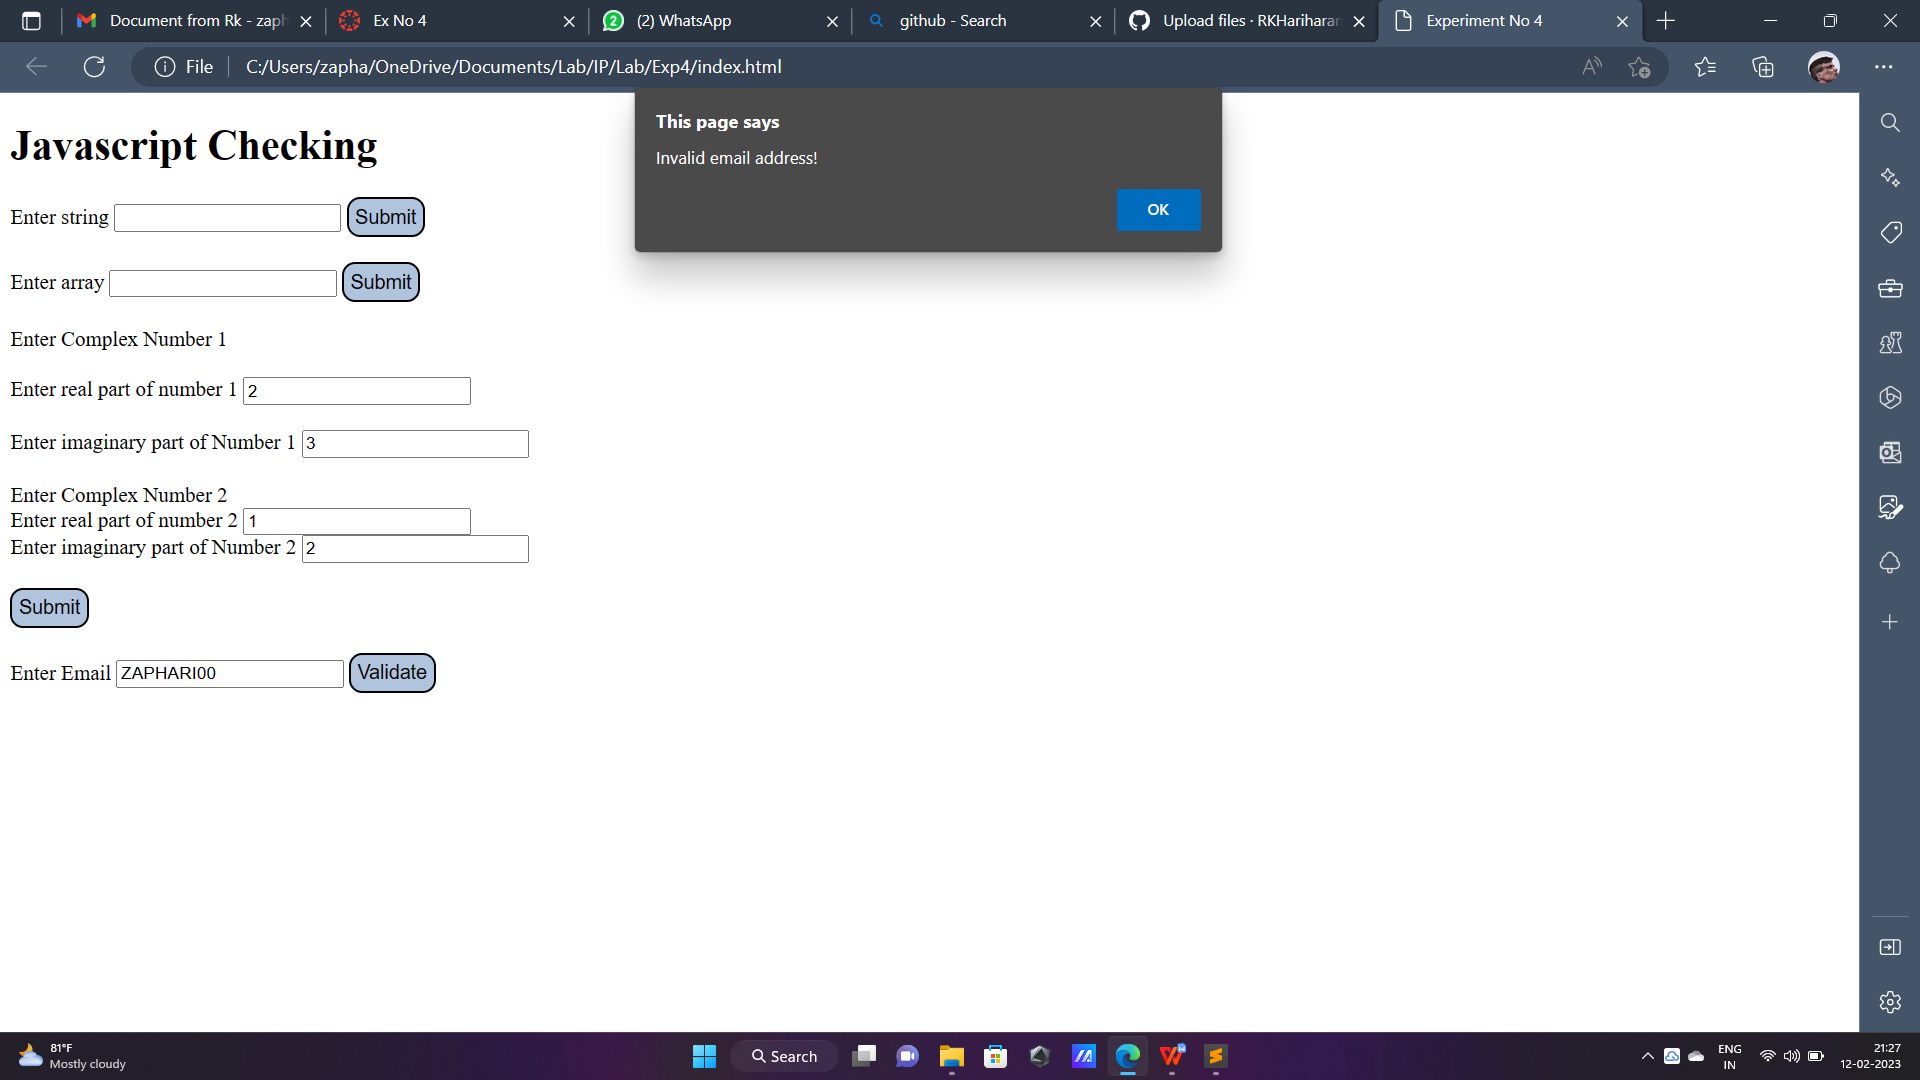 Document from Rk - zaph
Ex No 4
(2) WhatsApp
github - Search
Upload files · RKHariharan
Experiment No 4
File
C:/Users/zapha/OneDrive/Documents/Lab/IP/Lab/Exp4/index.html
This page says
Invalid email address!
OK
Javascript Checking
Enter string Submit
Enter array Submit
Enter Complex Number 1
Enter real part of number 1 2
Enter imaginary part of Number 1 3
Enter Complex Number 2
Enter real part of number 2 1
Enter imaginary part of Number 2 2
Submit
Enter Email ZAPHARI00 Validate
81°F
Mostly cloudy
Search
ENG
IN
21:27
12-02-2023